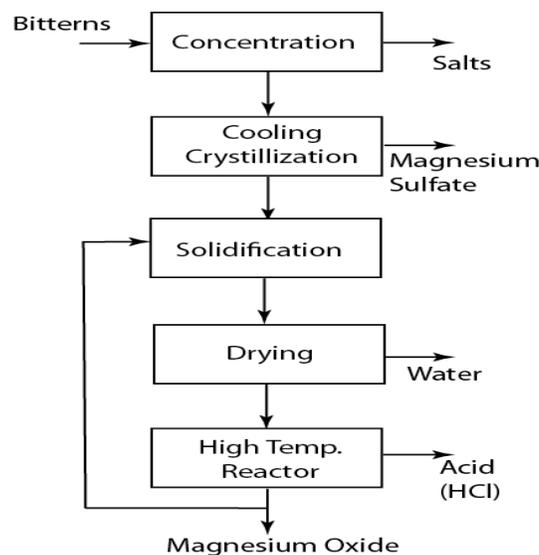 Bitterns
Concentration
Salts
Cooling
Crystillization
Magnesium
Sulfate
Solidification
Drying
Water
High Temp.
Reactor
Acid
(HCl)
Magnesium Oxide